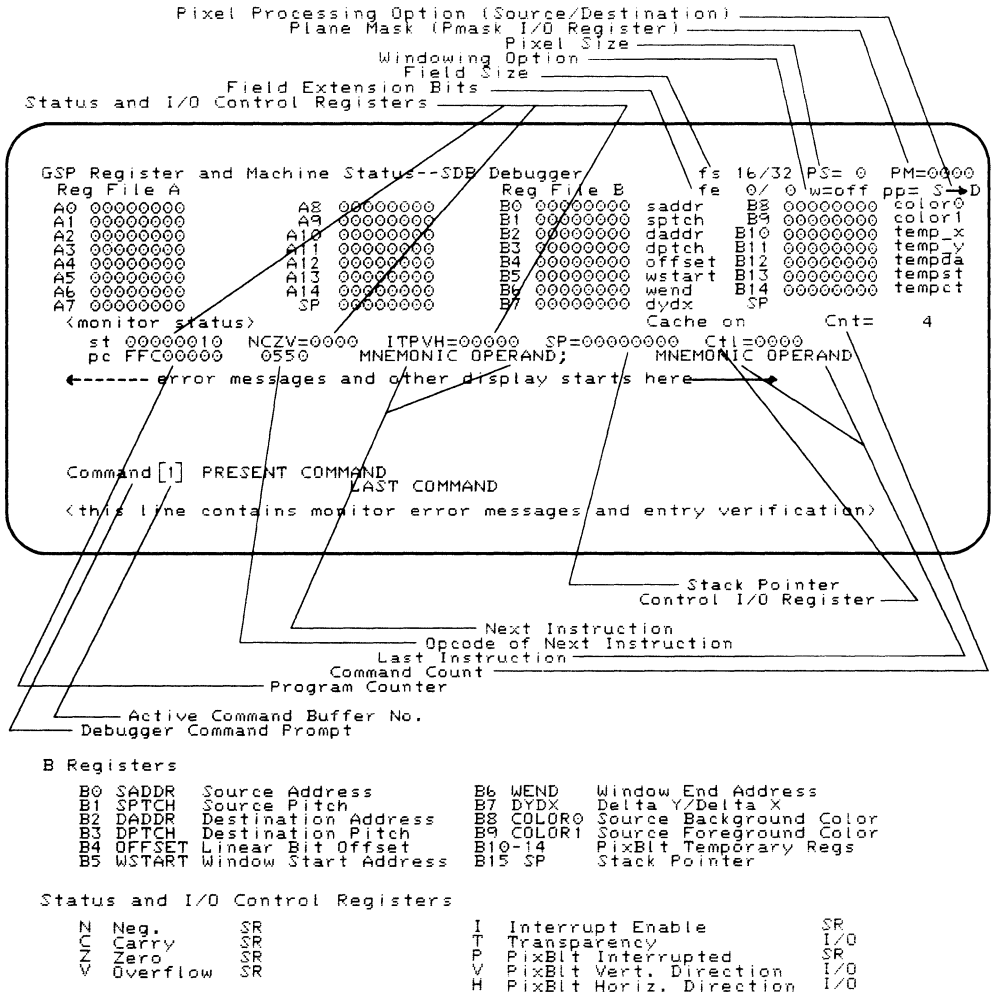 Pixel Processing Option (Source/Destination)
Plane Mask (Pmask I/O Register)
Pixel Size
Windowing Option
Field Size
Field Extension Bits
Status and I/O Control Registers
GSP Register and Machine Status--SDB Debugger fs 16/32 PS= 0 PM=0000
Reg File A Reg File B fe 0/ 0 w=off pp= S→D
A0 00000000 A8 00000000 B0 00000000 saddr B8 00000000 color0
A1 00000000 A9 00000000 B1 00000000 sptch B9 00000000 color1
A2 00000000 A10 00000000 B2 00000000 daddr B10 00000000 temp_x
A3 00000000 A11 00000000 B3 00000000 dptch B11 00000000 temp_y
A4 00000000 A12 00000000 B4 00000000 offset B12 00000000 tempda
A5 00000000 A13 00000000 B5 00000000 wstart B13 00000000 tempst
A6 00000000 A14 00000000 B6 00000000 wend B14 00000000 tempct
A7 00000000 SP 00000000 B7 00000000 dydx SP
<monitor status> Cache on Cnt= 4
st 00000010 NCZV=0000 ITPVH=00000 SP=00000000 Ctl=0000
pc FFC00000 0550 MNEMONIC OPERAND; MNEMONIC OPERAND
←------ error messages and other display starts here ------→
Command [1] PRESENT COMMAND
LAST COMMAND
<this line contains monitor error messages and entry verification>
Stack Pointer
Control I/O Register
Next Instruction
Opcode of Next Instruction
Last Instruction
Command Count
Program Counter
Active Command Buffer No.
Debugger Command Prompt
B Registers
B0 SADDR Source Address B6 WEND Window End Address
B1 SPTCH Source Pitch B7 DYDX Delta Y/Delta X
B2 DADDR Destination Address B8 COLOR0 Source Background Color
B3 DPTCH Destination Pitch B9 COLOR1 Source Foreground Color
B4 OFFSET Linear Bit Offset B10-14 PixBlt Temporary Regs
B5 WSTART Window Start Address B15 SP Stack Pointer
Status and I/O Control Registers
N Neg. SR I Interrupt Enable SR
C Carry SR T Transparency I/O
Z Zero SR P PixBlt Interrupted SR
V Overflow SR V PixBlt Vert. Direction I/O
H PixBlt Horiz. Direction I/O